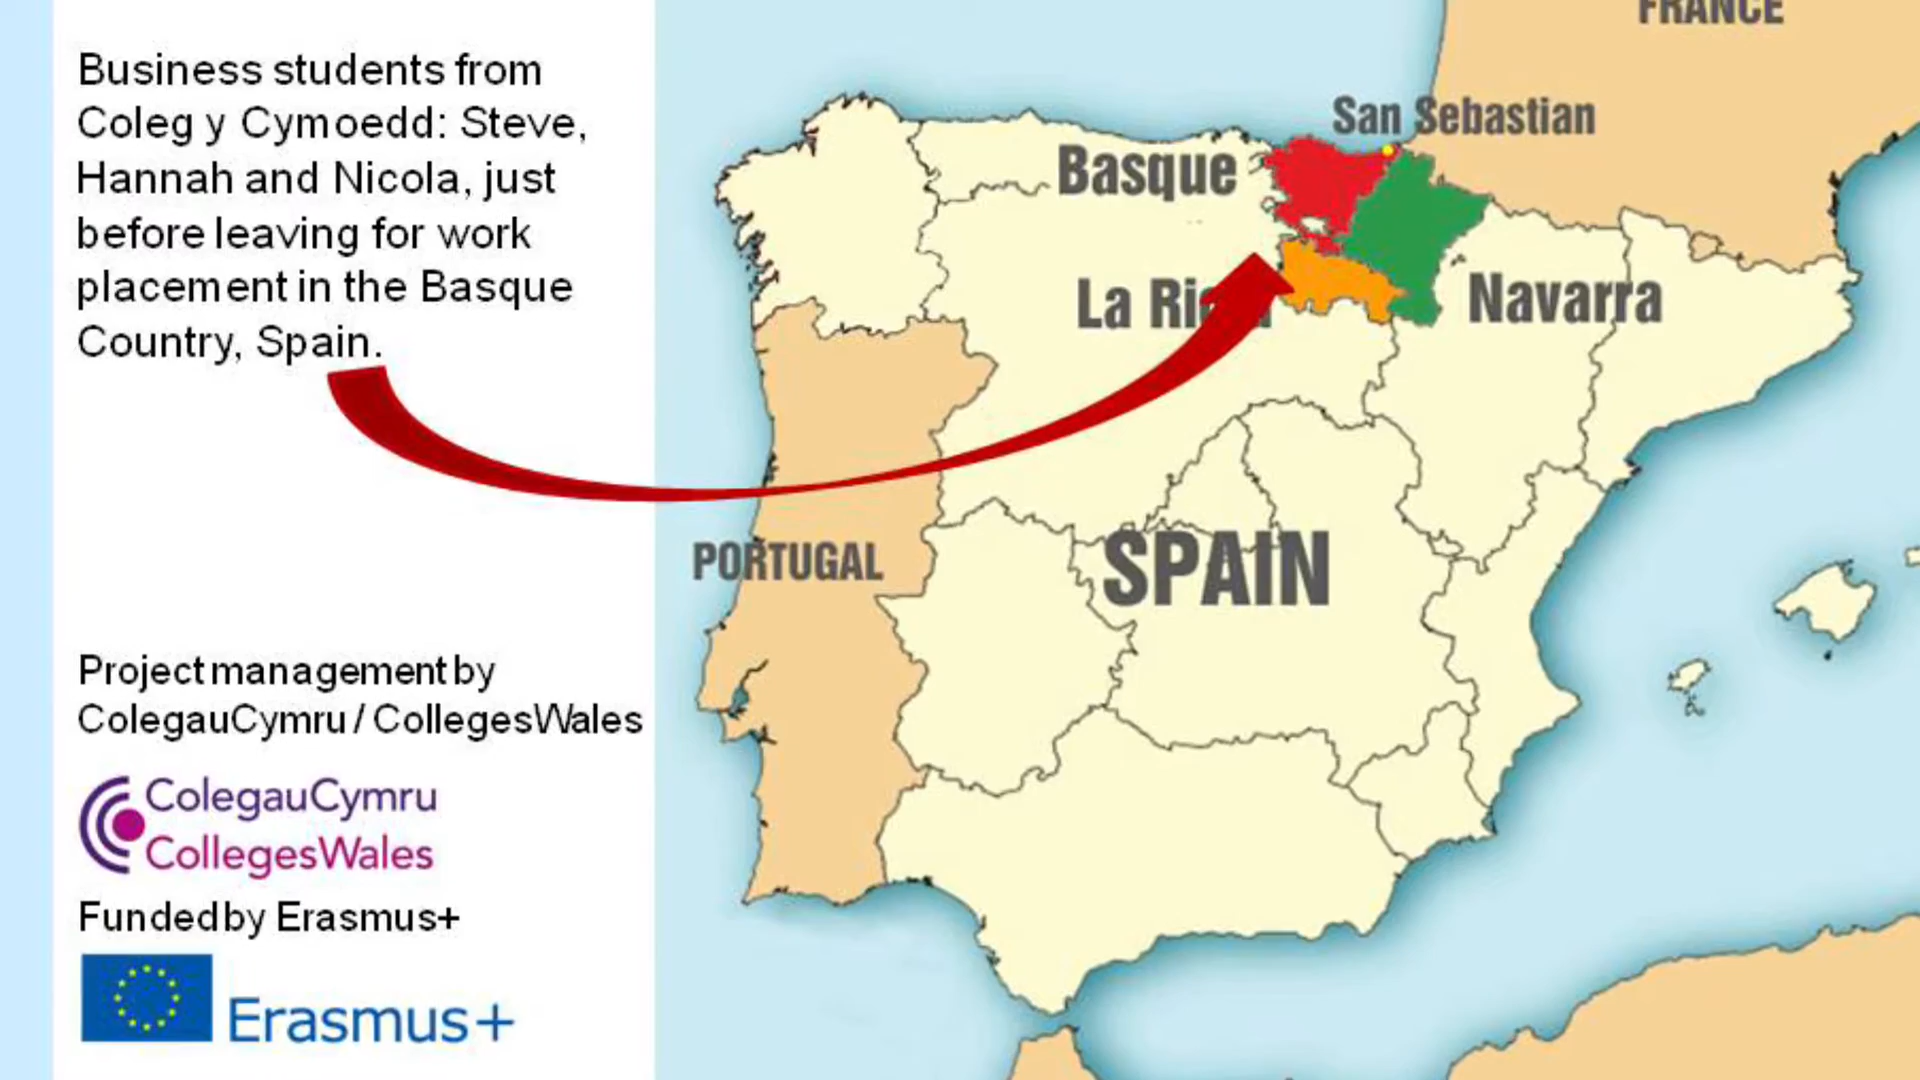 Business students from
Coleg y Cymoedd: Steve,
Hannah and Nicola, just
before leaving for work
placement in the Basque
Country, Spain.
Project management by
ColegauCymru / CollegesWales
ColegauCymru
CollegesWales
Funded by Erasmus+
Erasmus+
FRANCE
San Sebastian
Basque
Navarra
SPAIN
PORTUGAL